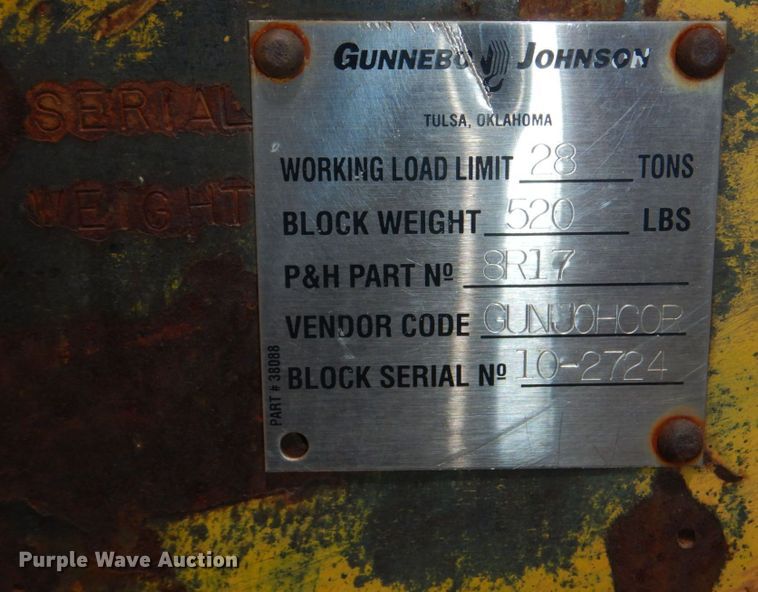 SERIAL
WEIGHT
GUNNEBO JOHNSON
TULSA, OKLAHOMA
WORKING LOAD LIMIT 28 TONS
BLOCK WEIGHT 520 LBS
P&H PART Nº 8R17
VENDOR CODE GUNJOHCOR
BLOCK SERIAL Nº 10-2724
PART # 38088
Purple Wave Auction